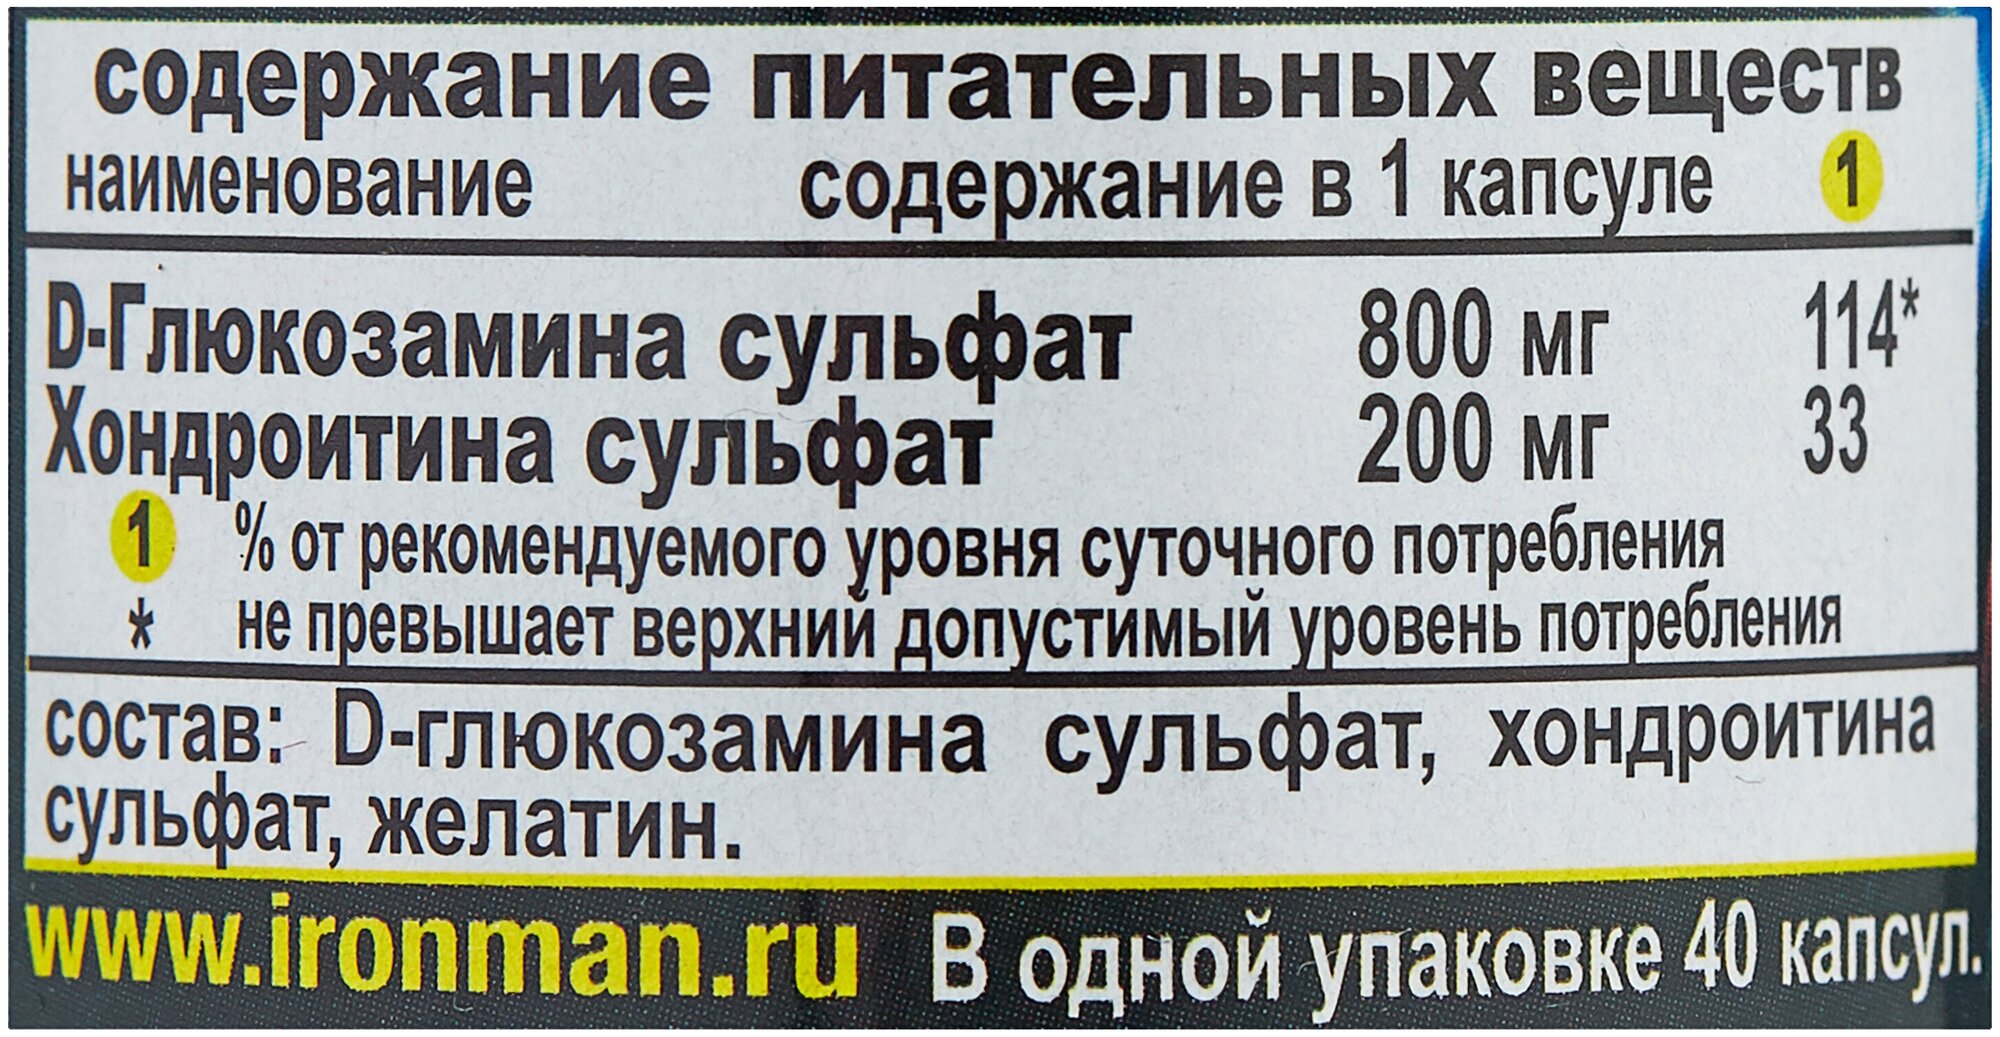 содержание питательных веществ
наименование содержание в 1 капсуле 1
D-Глюкозамина сульфат 800 мг 114*
Хондроитина сульфат 200 мг 33
1 % от рекомендуемого уровня суточного потребления
* не превышает верхний допустимый уровень потребления
состав: D-глюкозамина сульфат, хондроитина
сульфат, желатин.
www.ironman.ru В одной упаковке 40 капсул.